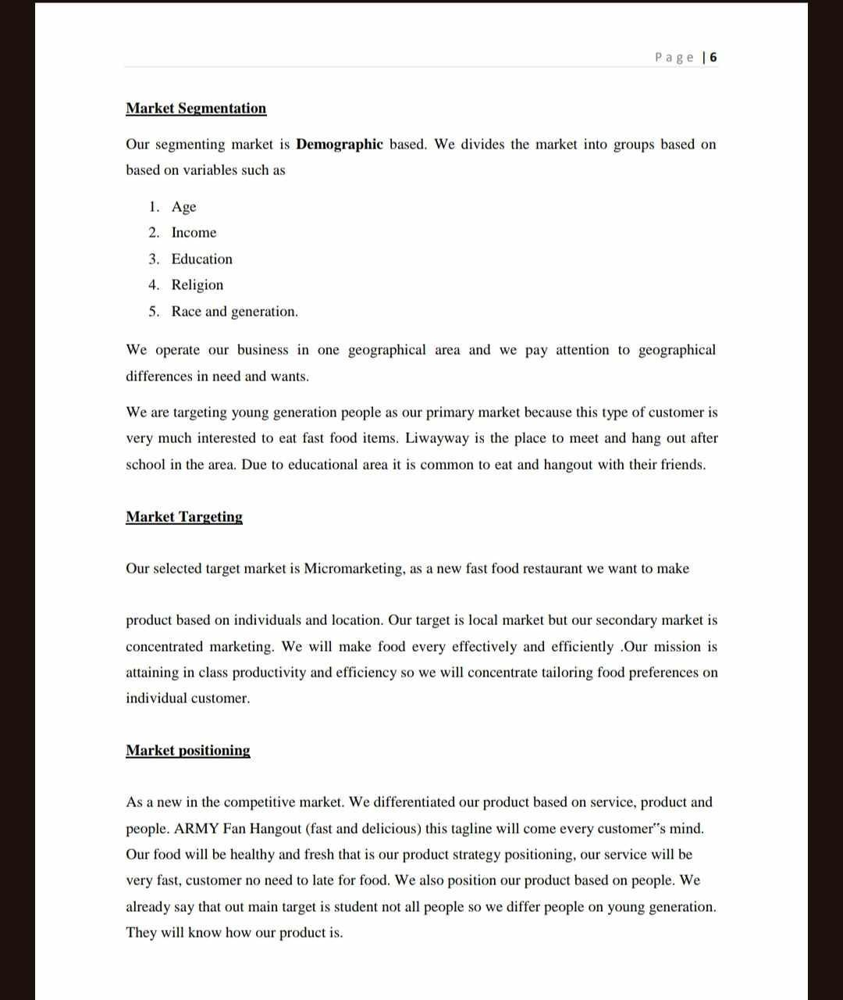 Page | 6
Market Segmentation
Our segmenting market is Demographic based. We divides the market into groups based on
based on variables such as
1. Age
2. Income
3. Education
4. Religion
5. Race and generation.
We operate our business in one geographical area and we pay attention to geographical
differences in need and wants.
We are targeting young generation people as our primary market because this type of customer is
very much interested to eat fast food items. Liwayway is the place to meet and hang out after
school in the area. Due to educational area it is common to eat and hangout with their friends.
Market Targeting
Our selected target market is Micromarketing, as a new fast food restaurant we want to make
product based on individuals and location. Our target is local market but our secondary market is
concentrated marketing. We will make food every effectively and efficiently .Our mission is
attaining in class productivity and efficiency so we will concentrate tailoring food preferences on
individual customer.
Market positioning
As a new in the competitive market. We differentiated our product based on service, product and
people. ARMY Fan Hangout (fast and delicious) this tagline will come every customer‟s mind.
Our food will be healthy and fresh that is our product strategy positioning, our service will be
very fast, customer no need to late for food. We also position our product based on people. We
already say that out main target is student not all people so we differ people on young generation.
They will know how our product is.